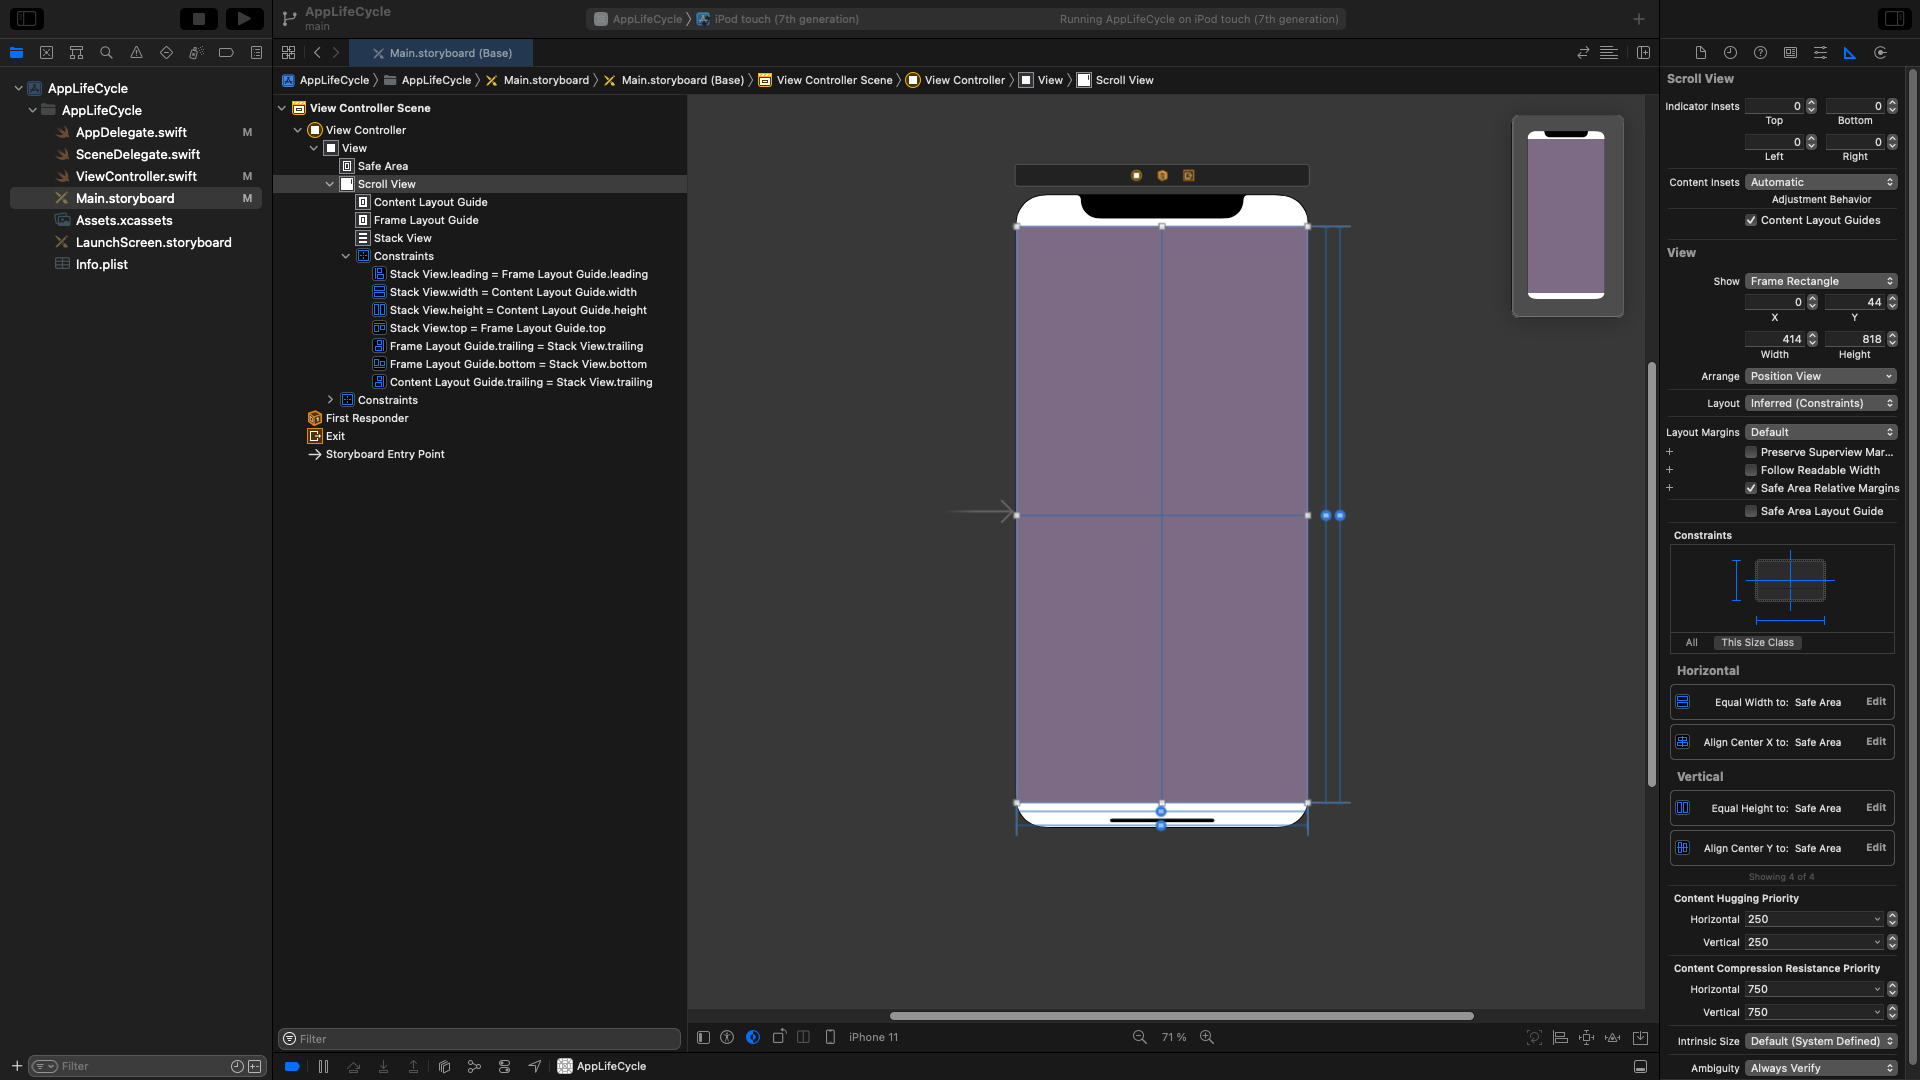 AppLifeCycle
main
AppLifeCycle
iPod touch (7th generation)
Running AppLifeCycle on iPod touch (7th generation)
Main.storyboard (Base)
AppLifeCycle
AppLifeCycle
Main.storyboard
Main.storyboard (Base)
View Controller Scene
View Controller
View
Scroll View
AppLifeCycle
AppLifeCycle
AppDelegate.swift M
SceneDelegate.swift
ViewController.swift M
Main.storyboard M
Assets.xcassets
LaunchScreen.storyboard
Info.plist
Filter
View Controller Scene
View Controller
View
Safe Area
Scroll View
Content Layout Guide
Frame Layout Guide
Stack View
Constraints
Stack View.leading = Frame Layout Guide.leading
Stack View.width = Content Layout Guide.width
Stack View.height = Content Layout Guide.height
Stack View.top = Frame Layout Guide.top
Frame Layout Guide.trailing = Stack View.trailing
Frame Layout Guide.bottom = Stack View.bottom
Content Layout Guide.trailing = Stack View.trailing
Constraints
First Responder
Exit
Storyboard Entry Point
Filter
iPhone 11
71 %
AppLifeCycle
Scroll View
Indicator Insets 0 0
Top Bottom
0 0
Left Right
Content Insets Automatic
Adjustment Behavior
Content Layout Guides
View
Show Frame Rectangle
0 44
X Y
414 818
Width Height
Arrange Position View
Layout Inferred (Constraints)
Layout Margins Default
Preserve Superview Mar...
Follow Readable Width
Safe Area Relative Margins
Safe Area Layout Guide
Constraints
All This Size Class
Horizontal
Equal Width to: Safe Area Edit
Align Center X to: Safe Area Edit
Vertical
Equal Height to: Safe Area Edit
Align Center Y to: Safe Area Edit
Showing 4 of 4
Content Hugging Priority
Horizontal 250
Vertical 250
Content Compression Resistance Priority
Horizontal 750
Vertical 750
Intrinsic Size Default (System Defined)
Ambiguity Always Verify